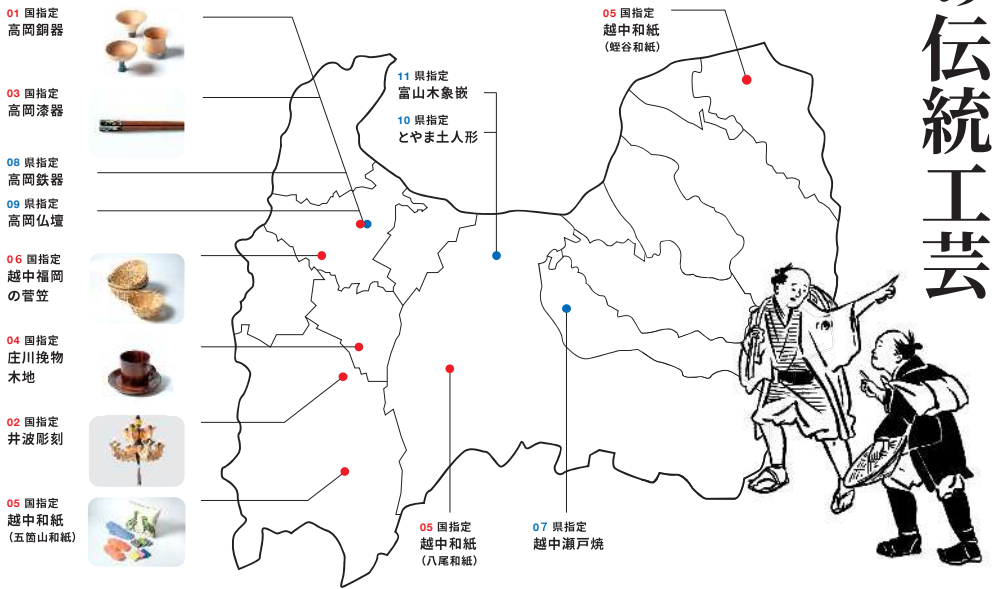 の伝統工芸
01 国指定
高岡銅器
03 国指定
高岡漆器
08 県指定
高岡鉄器
09 県指定
高岡仏壇
06 国指定
越中福岡
の菅笠
04 国指定
庄川挽物
木地
02 国指定
井波彫刻
05 国指定
越中和紙
（五箇山和紙）
11 県指定
富山木象嵌
10 県指定
とやま土人形
05 国指定
越中和紙
（蛭谷和紙）
05 国指定
越中和紙
（八尾和紙）
07 県指定
越中瀬戸焼